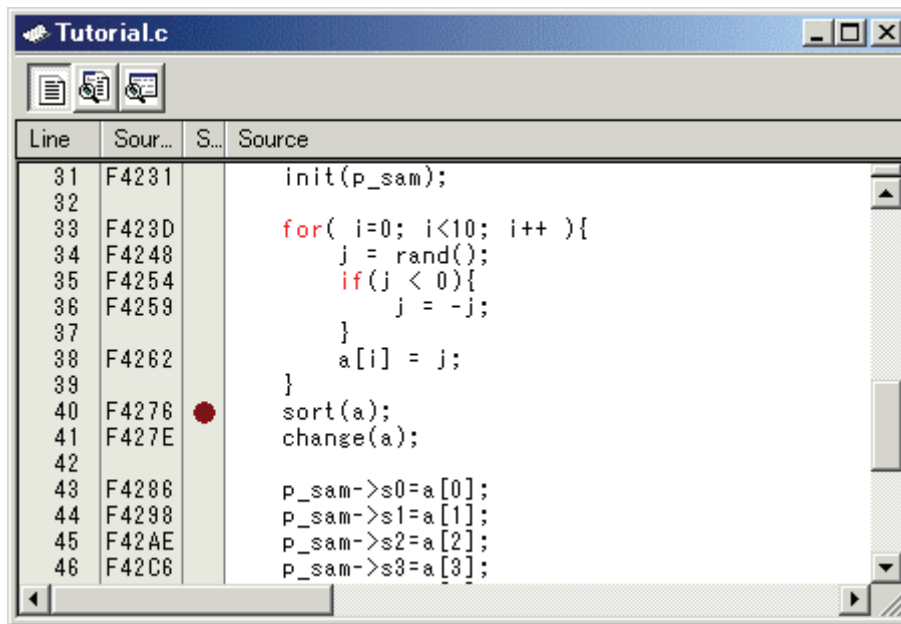 Tutorial.c
Line Sour... S... Source
31 F4231 init(p_sam);
32
33 F423D for( i=0; i<10; i++ ){
34 F4248 j = rand();
35 F4254 if(j < 0){
36 F4259 j = -j;
37 }
38 F4262 a[i] = j;
39 }
40 F4276 sort(a);
41 F427E change(a);
42
43 F4286 p_sam->s0=a[0];
44 F4298 p_sam->s1=a[1];
45 F42AE p_sam->s2=a[2];
46 F42C6 p_sam->s3=a[3];